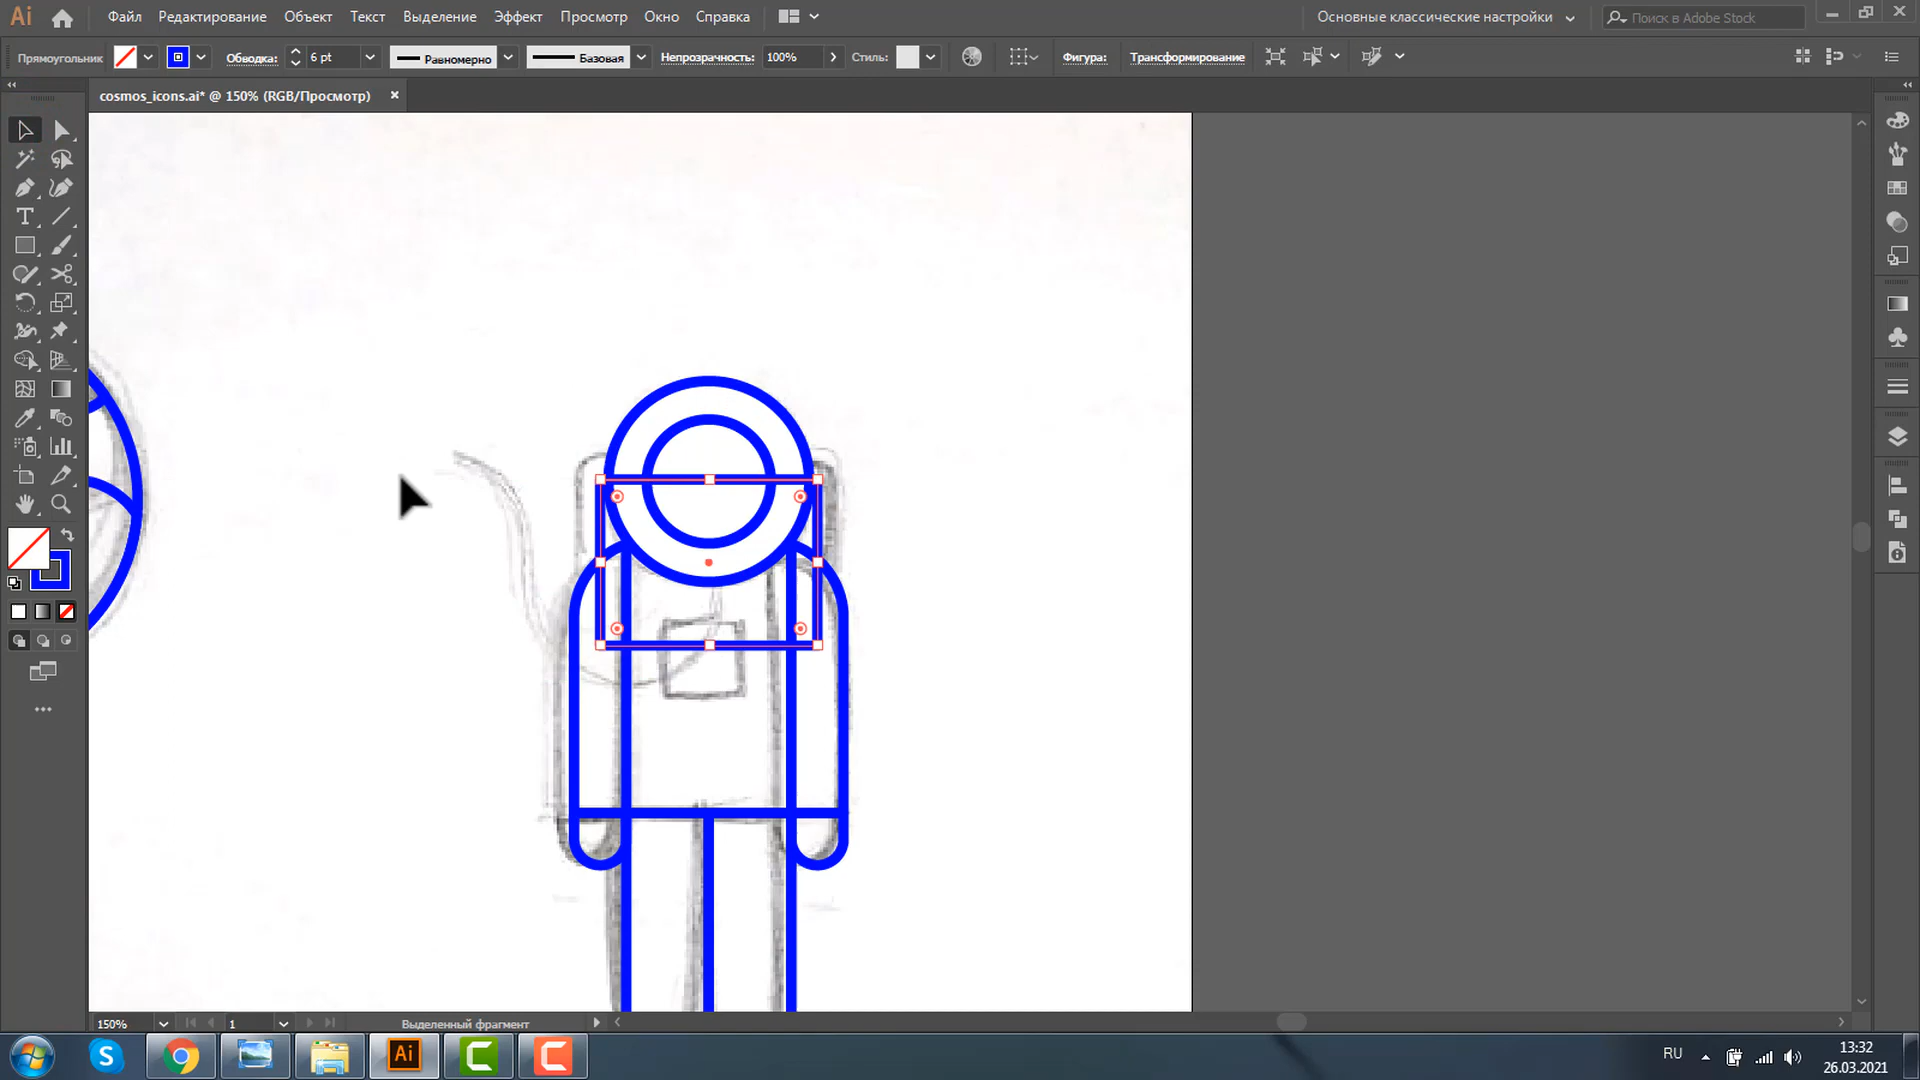 Ai Файл Редактирование Объект Текст Выделение Эффект Просмотр Окно Справка Основные классические настройки Поиск в Adobe Stock
Прямоугольник Обводка: 6 pt Равномерно Базовая Непрозрачность: 100% Стиль: Фигура: Трансформирование
cosmos_icons.ai* @ 150% (RGB/Просмотр) ×
150% 1 Выделенный фрагмент
S Ai C C RU 13:32
26.03.2021